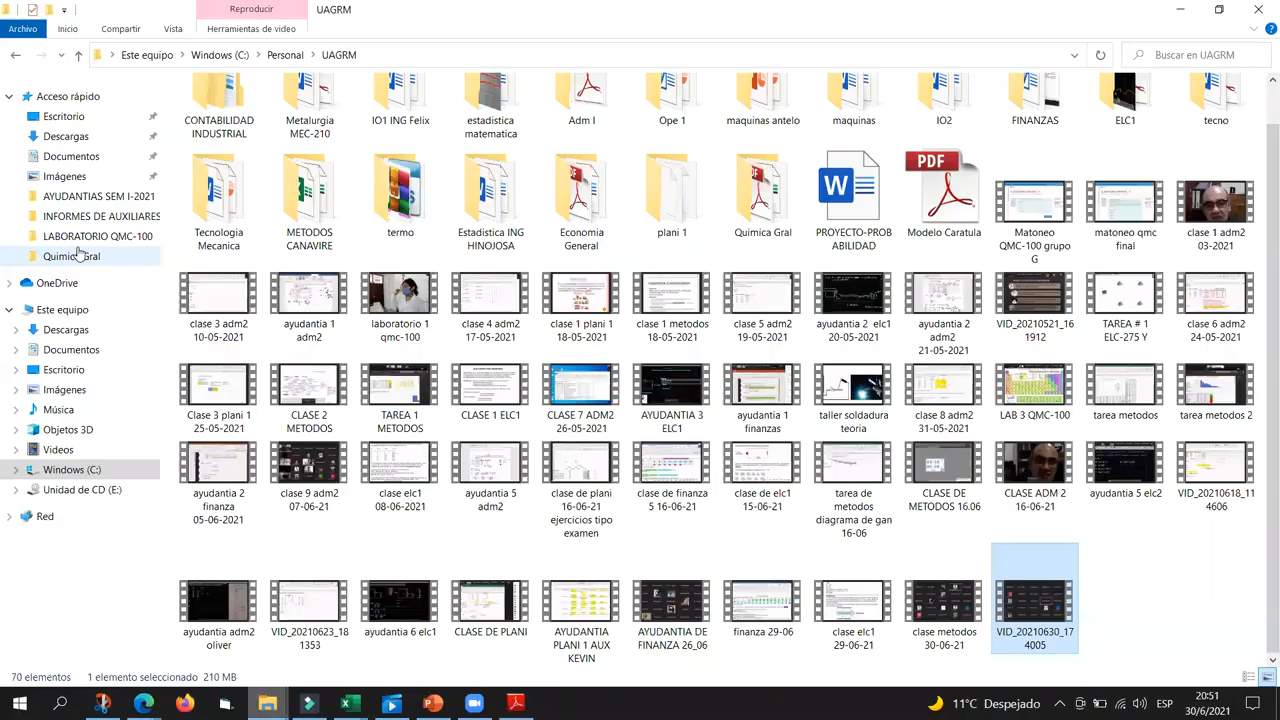 Reproducir
UAGRM
Archivo
Inicio
Compartir
Vista
Herramientas de video
Este equipo
Windows (C:)
Personal
UAGRM
Buscar en UAGRM
Acceso rápido
Escritorio
Descargas
Documentos
Imágenes
AYUDANTIAS SEM I-2021
INFORMES DE AUXILIARES
LABORATORIO QMC-100
Quimica Gral
OneDrive
Este equipo
Descargas
Documentos
Escritorio
Imágenes
Música
Objetos 3D
Videos
Windows (C:)
Unidad de CD (E:)
Red
CONTABILIDAD
INDUSTRIAL
Metalurgia
MEC-210
IO1 ING Felix
estadistica
matematica
Adm I
Ope 1
maquinas antelo
maquinas
IO2
FINANZAS
ELC1
tecno
Tecnologia
Mecanica
METODOS
CANAVIRE
termo
Estadistica ING
HINOJOSA
Economia
General
plani 1
Quimica Gral
PROYECTO-PROB
ABILIDAD
PDF
Modelo Caratula
Matoneo
QMC-100 grupo
G
matoneo qmc
final
clase 1 adm2
03-2021
clase 3 adm2
10-05-2021
ayudantia 1
adm2
laboratorio 1
qmc-100
clase 4 adm2
17-05-2021
clase 1 plani 1
18-05-2021
clase 1 metodos
18-05-2021
clase 5 adm2
19-05-2021
ayudantia 2 elc1
20-05-2021
ayudantia 2
adm2
21-05-2021
VID_20210521_16
1912
TAREA # 1
ELC-275 Y
clase 6 adm2
24-05-2021
Clase 3 plani 1
25-05-2021
CLASE 2
METODOS
TAREA 1
METODOS
CLASE 1 ELC1
CLASE 7 ADM2
26-05-2021
AYUDANTIA 3
ELC1
ayudantia 1
finanzas
taller soldadura
teoria
clase 8 adm2
31-05-2021
LAB 3 QMC-100
tarea metodos
tarea metodos 2
ayudantia 2
finanza
05-06-2021
clase 9 adm2
07-06-21
clase elc1
08-06-2021
ayudantia 5
adm2
clase de plani
16-06-21
ejercicios tipo
examen
clase de finanza
5 16-06-21
clase de elc1
15-06-21
tarea de
metodos
diagrama de gan
16-06
CLASE DE
METODOS 16.06
CLASE ADM 2
16-06-21
ayudantia 5 elc2
VID_20210618_11
4606
ayudantia adm2
oliver
VID_20210623_18
1353
ayudantia 6 elc1
CLASE DE PLANI
AYUDANTIA
PLANI 1 AUX
KEVIN
AYUDANTIA DE
FINANZA 26_06
finanza 29-06
clase elc1
29-06-21
clase metodos
30-06-21
VID_20210630_17
4005
70 elementos
1 elemento seleccionado
210 MB
11°C
Despejado
ESP
20:51
30/6/2021